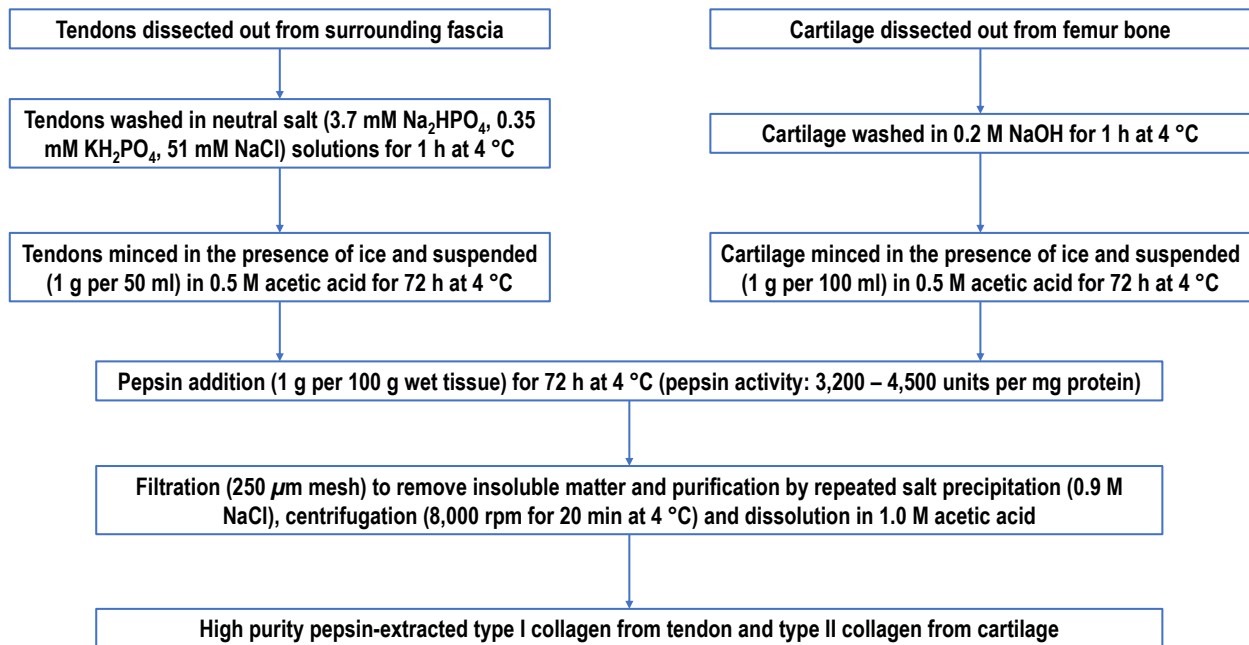 Tendons dissected out from surrounding fascia
Cartilage dissected out from femur bone
Tendons washed in neutral salt (3.7 mM Na₂HPO₄, 0.35
mM KH₂PO₄, 51 mM NaCl) solutions for 1 h at 4 °C
Cartilage washed in 0.2 M NaOH for 1 h at 4 °C
Tendons minced in the presence of ice and suspended
(1 g per 50 ml) in 0.5 M acetic acid for 72 h at 4 °C
Cartilage minced in the presence of ice and suspended
(1 g per 100 ml) in 0.5 M acetic acid for 72 h at 4 °C
Pepsin addition (1 g per 100 g wet tissue) for 72 h at 4 °C (pepsin activity: 3,200 – 4,500 units per mg protein)
Filtration (250 µm mesh) to remove insoluble matter and purification by repeated salt precipitation (0.9 M
NaCl), centrifugation (8,000 rpm for 20 min at 4 °C) and dissolution in 1.0 M acetic acid
High purity pepsin-extracted type I collagen from tendon and type II collagen from cartilage